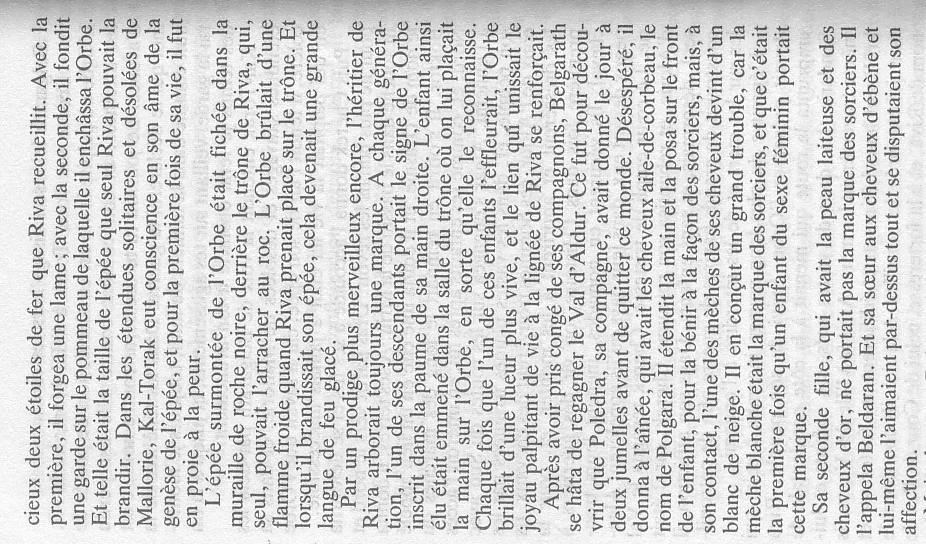 cieux deux étoiles de fer que Riva recueillit. Avec la
première, il forgea une lame ; avec la seconde, il fondit
une garde sur le pommeau de laquelle il enchâssa l'Orbe.
Et telle était la taille de l'épée que seul Riva pouvait la
brandir. Dans les étendues solitaires et désolées de
Mallorie, Kal-Torak eut conscience en son âme de la
genèse de l'épée, et pour la première fois de sa vie, il fut
en proie à la peur.
L'épée surmontée de l'Orbe était fichée dans la
muraille de roche noire, derrière le trône de Riva, qui,
seul, pouvait l'arracher au roc. L'Orbe brûlait d'une
flamme froide quand Riva prenait place sur le trône. Et
lorsqu'il brandissait son épée, cela devenait une grande
langue de feu glacé.
Par un prodige plus merveilleux encore, l'héritier de
Riva arborait toujours une marque. A chaque généra-
tion, l'un de ses descendants portait le signe de l'Orbe
inscrit dans la paume de sa main droite. L'enfant ainsi
élu était emmené dans la salle du trône où on lui plaçait
la main sur l'Orbe, en sorte qu'elle le reconnaisse.
Chaque fois que l'un de ces enfants l'effleurait, l'Orbe
brillait d'une lueur plus vive, et le lien qui unissait le
joyau palpitant de vie à la lignée de Riva se renforçait.
Après avoir pris congé de ses compagnons, Belgarath
se hâta de regagner le Val d'Aldur. Ce fut pour décou-
vrir que Poledra, sa compagne, avait donné le jour à
deux jumelles avant de quitter ce monde. Désespéré, il
donna à l'aînée, qui avait les cheveux aile-de-corbeau, le
nom de Polgara. Il étendit la main et la posa sur le front
de l'enfant, pour la bénir à la façon des sorciers, mais, à
son contact, l'une des mèches de ses cheveux devint d'un
blanc de neige. Il en conçut un grand trouble, car la
mèche blanche était la marque des sorciers, et que c'était
la première fois qu'un enfant du sexe féminin portait
cette marque.
Sa seconde fille, qui avait la peau laiteuse et des
cheveux d'or, ne portait pas la marque des sorciers. Il
l'appela Beldaran. Et sa sœur aux cheveux d'ébène et
lui-même l'aimaient par-dessus tout et se disputaient son
affection.